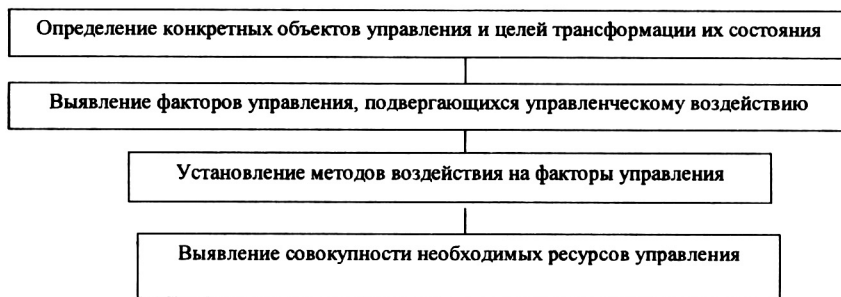 Определение конкретных объектов управления и целей трансформации их состояния
Выявление факторов управления, подвергающихся управленческому воздействию
Установление методов воздействия на факторы управления
Выявление совокупности необходимых ресурсов управления